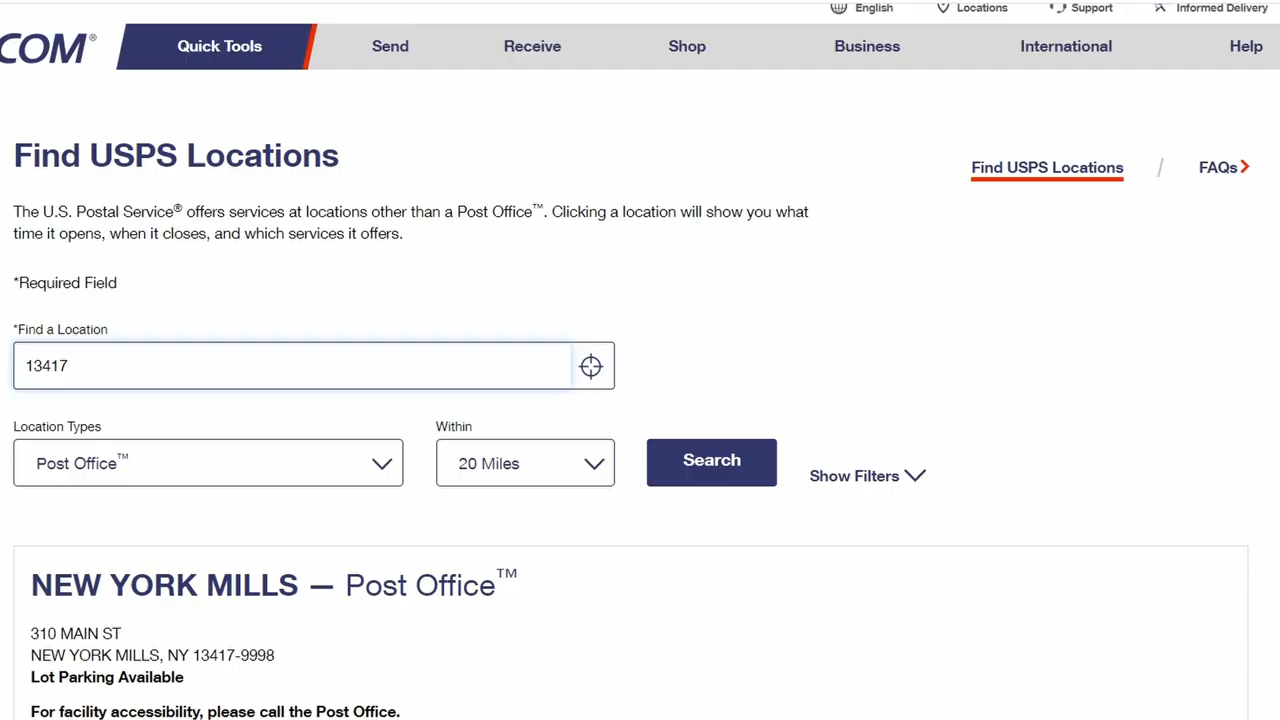 English Locations Support Informed Delivery
COM® Quick Tools Send Receive Shop Business International Help
Find USPS Locations
Find USPS Locations / FAQs
The U.S. Postal Service® offers services at locations other than a Post Office™. Clicking a location will show you what
time it opens, when it closes, and which services it offers.
*Required Field
*Find a Location
13417
Location Types Within
Post Office™ 20 Miles Search Show Filters
NEW YORK MILLS — Post Office™
310 MAIN ST
NEW YORK MILLS, NY 13417-9998
Lot Parking Available
For facility accessibility, please call the Post Office.